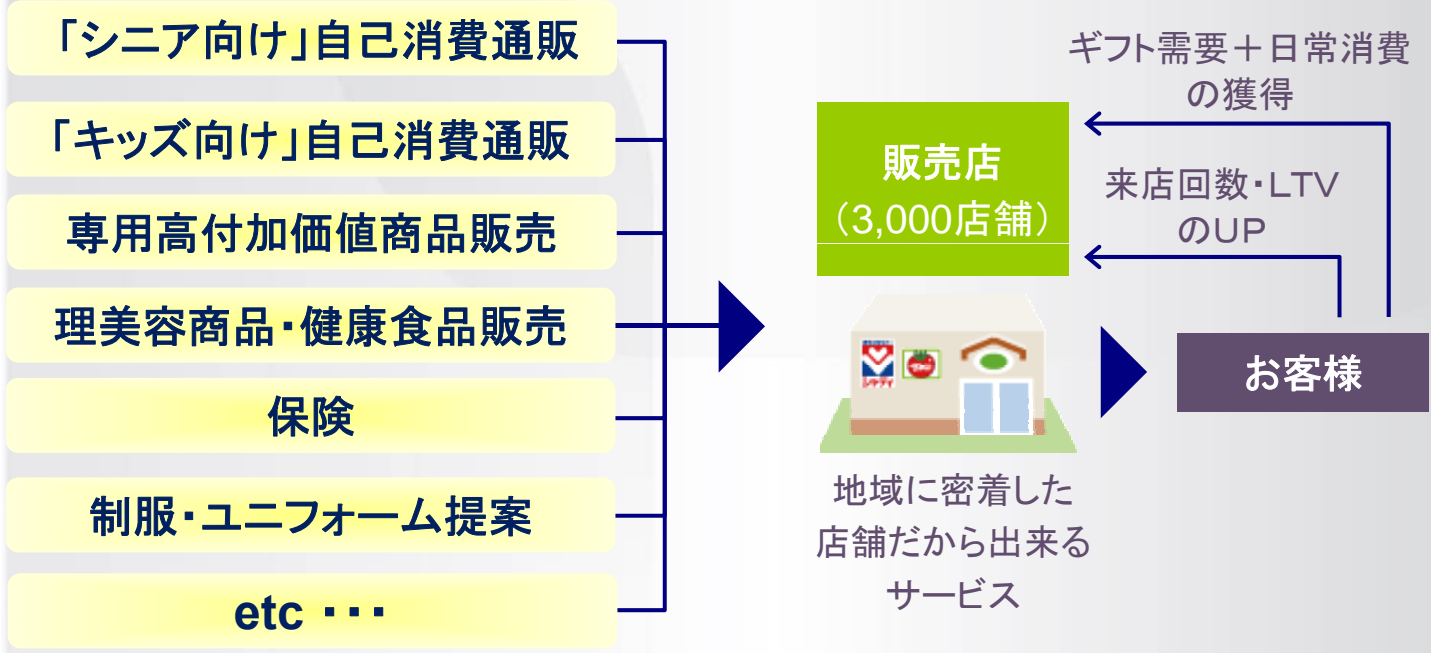 「シニア向け」自己消費通販
「キッズ向け」自己消費通販
専用高付加価値商品販売
理美容商品・健康食品販売
保険
制服・ユニフォーム提案
etc ・・・
販売店
（3,000店舗）
シャディ
地域に密着した
店舗だから出来る
サービス
ギフト需要＋日常消費
の獲得
来店回数・ＬＴＶ
のＵＰ
お客様